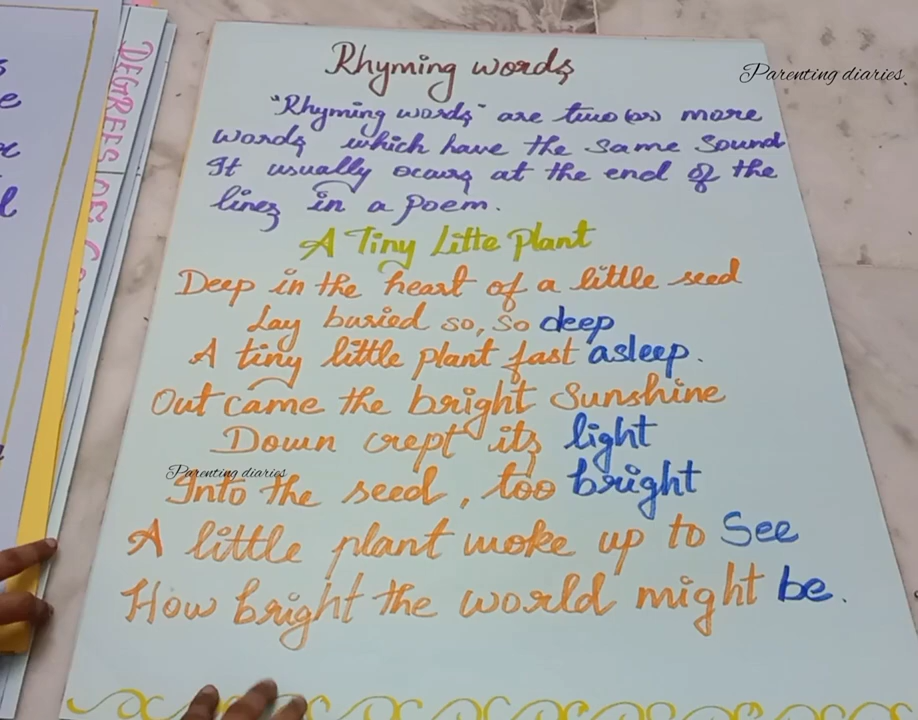 DEGREES OF
Rhyming words
Parenting diaries
"Rhyming words" are two (or) more
words which have the same Sound
It usually occurs at the end of the
lines in a poem.
A Tiny Litte Plant
Deep in the heart of a little seed
Lay buried so, so deep
A tiny little plant fast asleep.
Out came the bright Sunshine
Down crept its light
Parenting diaries
Into the seed, too bright
A little plant woke up to See
How bright the world might be.